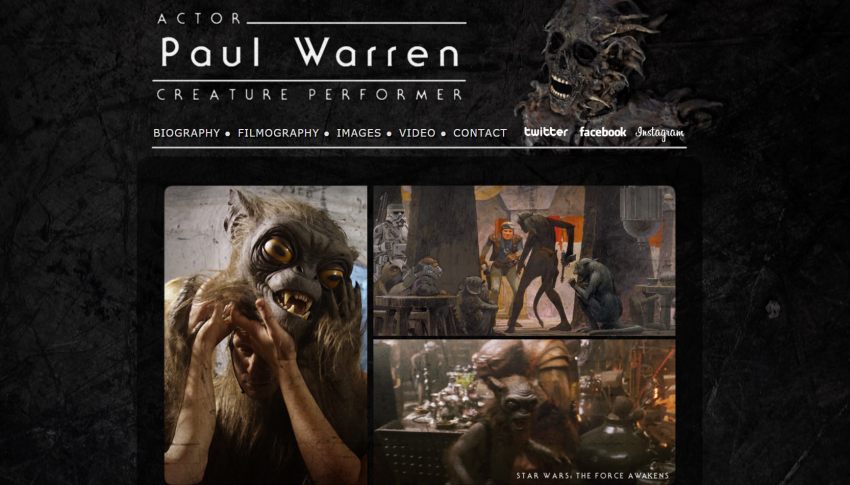 ACTOR
Paul Warren
CREATURE PERFORMER
BIOGRAPHY • FILMOGRAPHY • IMAGES • VIDEO • CONTACT twitter facebook Instagram
STAR WARS: THE FORCE AWAKENS